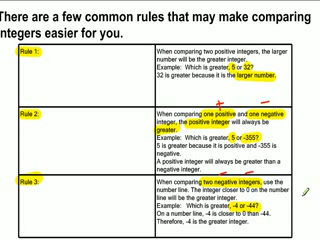 There are a few common rules that may make comparing
integers easier for you.
Rule 1:
When comparing two positive integers, the larger
number will be the greater integer.
Example: Which is greater, 5 or 32?
32 is greater because it is the larger number.
+ −
Rule 2:
When comparing one positive and one negative
integer, the positive integer will always be
greater.
Example: Which is greater, 5 or -355?
5 is greater because it is positive and -355 is
negative.
A positive integer will always be greater than a
negative integer.
− −
Rule 3:
When comparing two negative integers, use the
number line. The integer closer to 0 on the number
line will be the greater integer.
Example: Which is greater, -4 or -44?
On a number line, -4 is closer to 0 than -44.
Therefore, -4 is the greater integer.